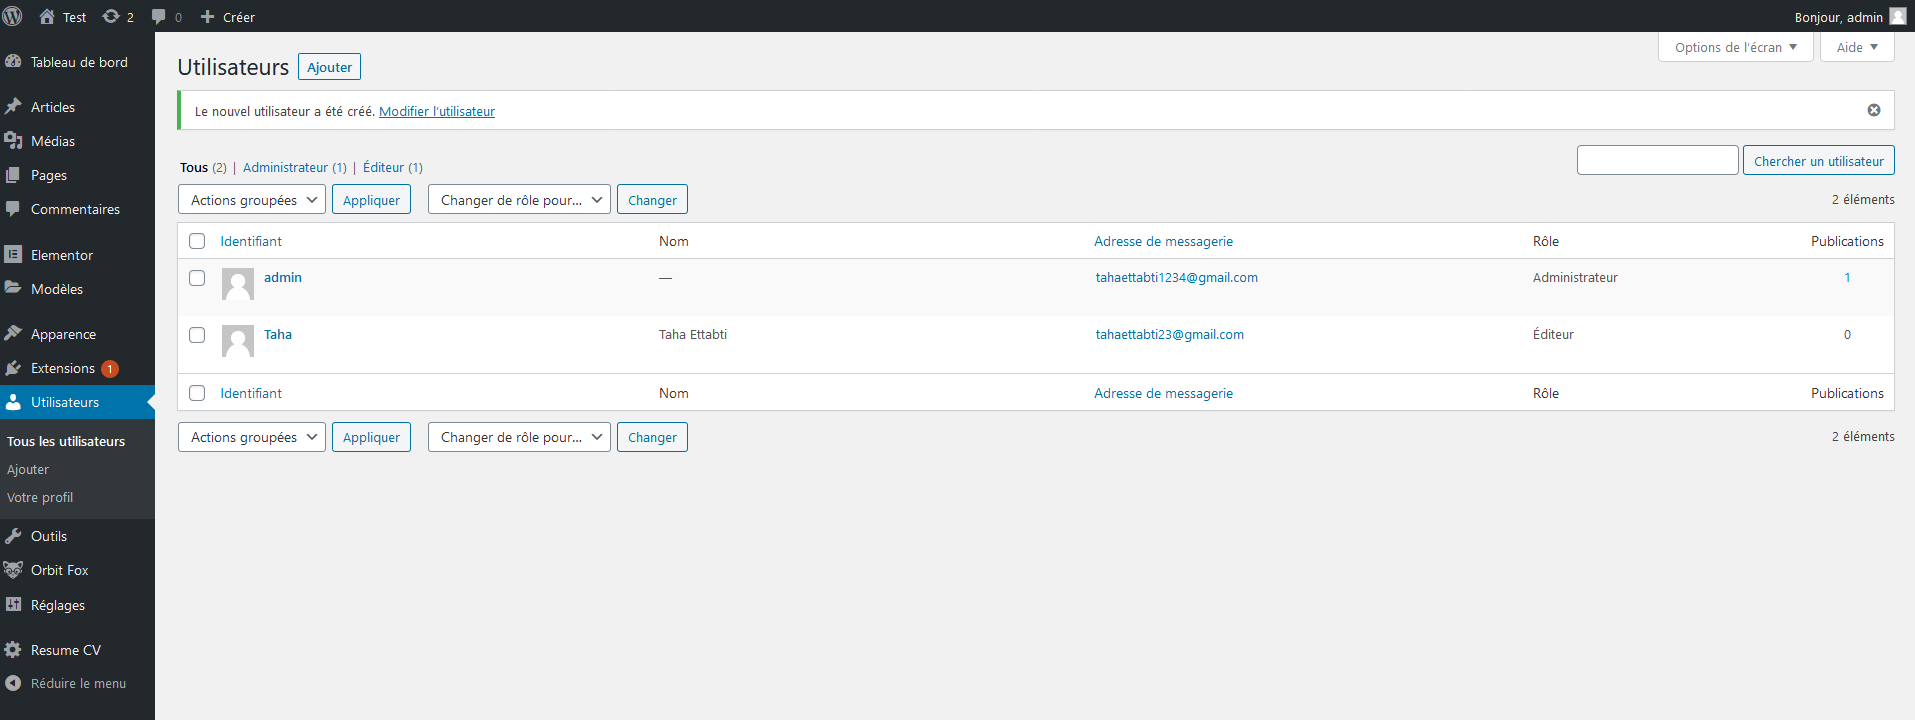 Test 2 0 Créer Bonjour, admin
Options de l'écran Aide
Utilisateurs Ajouter
Le nouvel utilisateur a été créé. Modifier l'utilisateur
Tous (2) | Administrateur (1) | Éditeur (1)
Chercher un utilisateur
Actions groupées Appliquer Changer de rôle pour... Changer 2 éléments
Identifiant Nom Adresse de messagerie Rôle Publications
admin — tahaettabti1234@gmail.com Administrateur 1
Taha Taha Ettabti tahaettabti23@gmail.com Éditeur 0
Identifiant Nom Adresse de messagerie Rôle Publications
Actions groupées Appliquer Changer de rôle pour... Changer 2 éléments
Tableau de bord
Articles
Médias
Pages
Commentaires
Elementor
Modèles
Apparence
Extensions 1
Utilisateurs
Tous les utilisateurs
Ajouter
Votre profil
Outils
Orbit Fox
Réglages
Resume CV
Réduire le menu